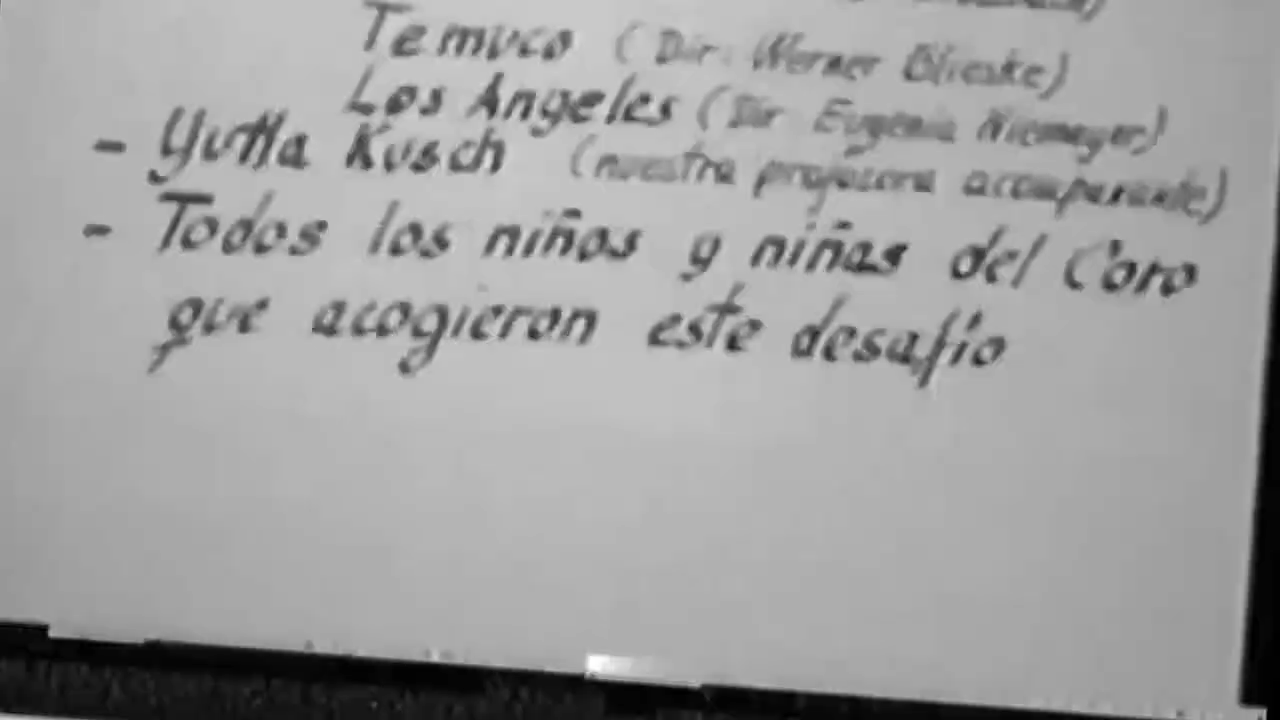 Temuco (Dir. Werner Blieske)
Los Angeles (Dir Eugenia Niemeyer)
- Yutta Kusch (nuestra profesora acompañante)
- Todos los niños y niñas del Coro
que acogieron este desafío